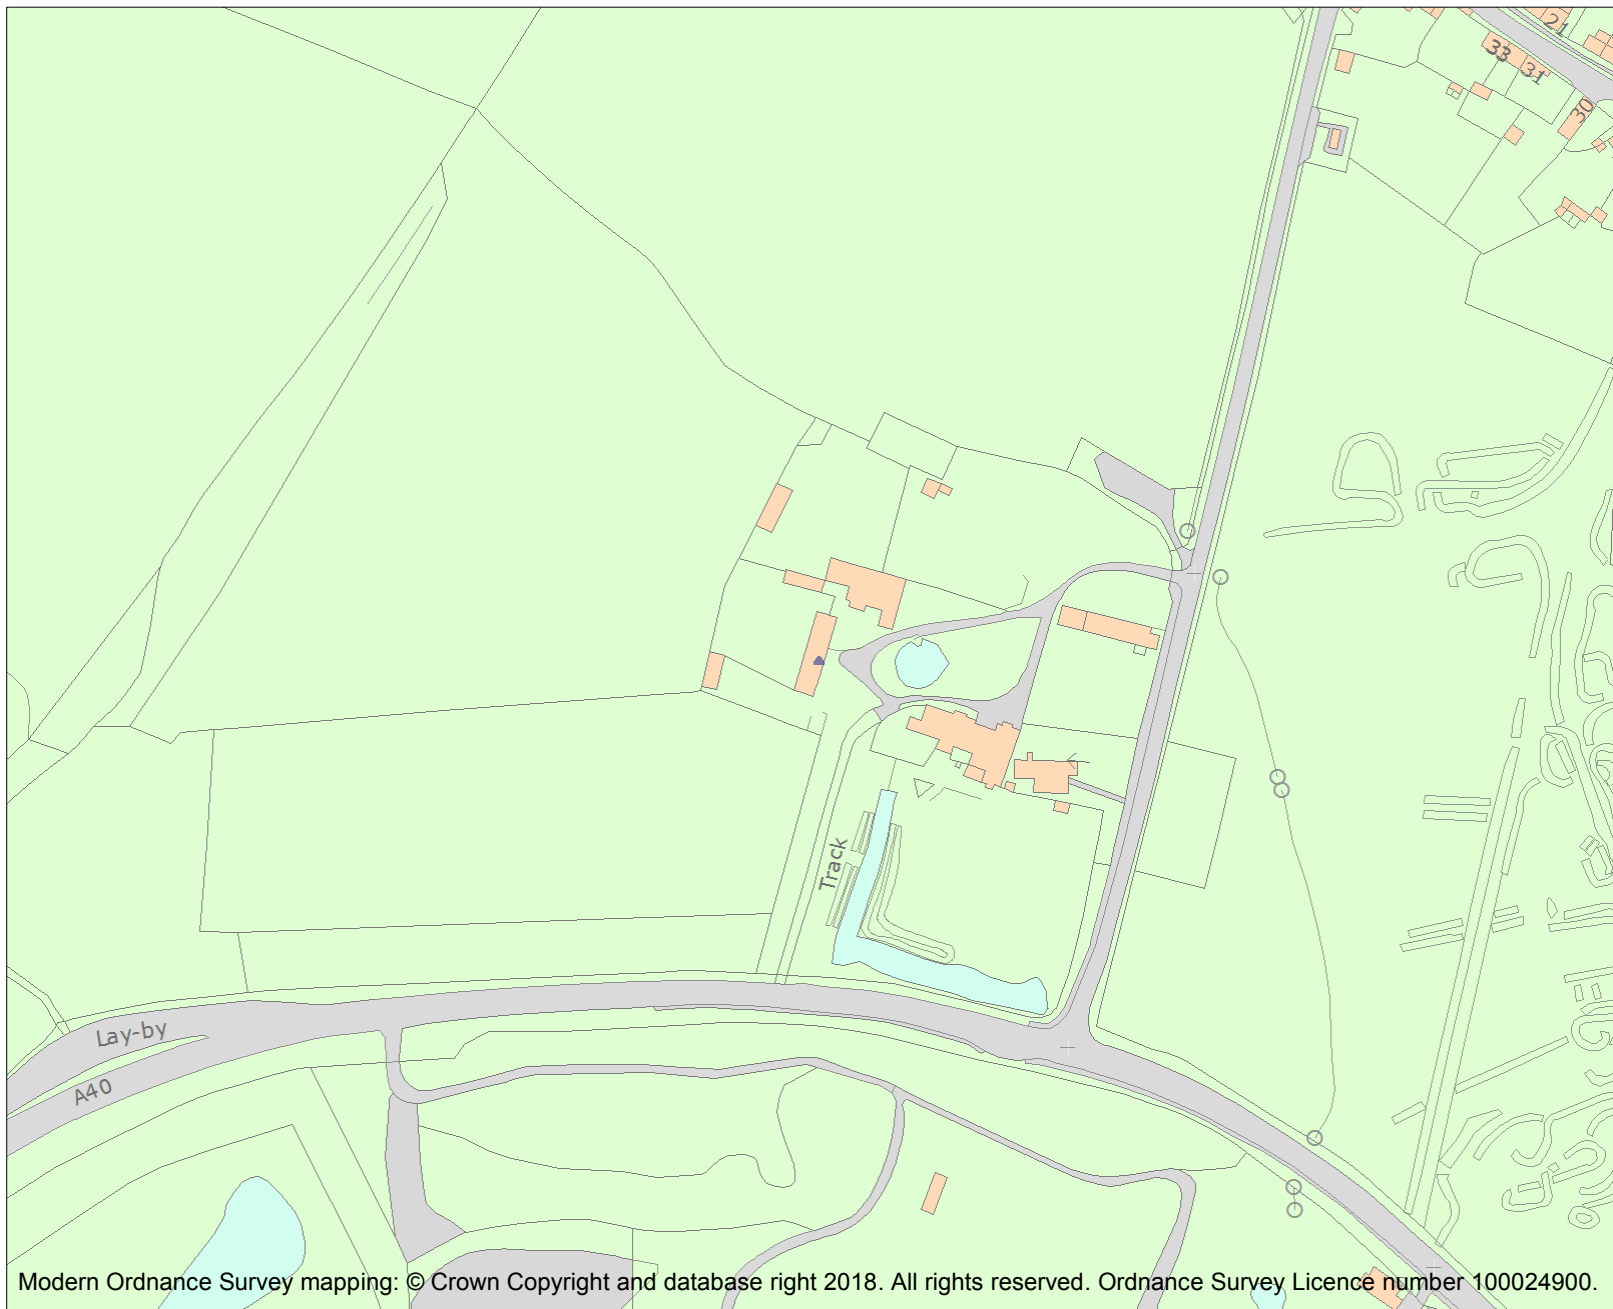 21
33
31
30
Track
Lay-by
A40
Modern Ordnance Survey mapping: © Crown Copyright and database right 2018. All rights reserved. Ordnance Survey Licence number 100024900.